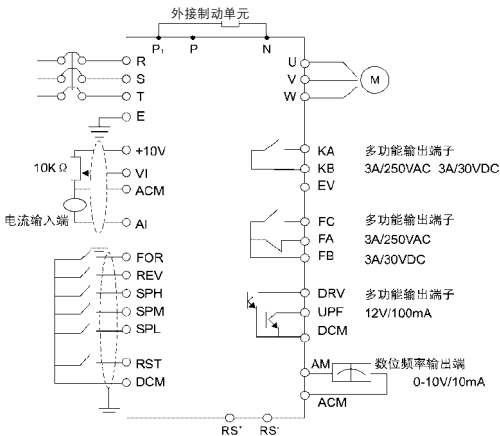 外接制动单元
P1 P N
R
S
T
E
+10V
10KΩ
VI
ACM
电流输入端
AI
FOR
REV
SPH
SPM
SPL
RST
DCM
U
V
W
M
KA 多功能输出端子
KB 3A/250VAC 3A/30VDC
EV
FC 多功能输出端子
FA 3A/250VAC
FB 3A/30VDC
DRV 多功能输出端子
UPF 12V/100mA
DCM
AM 数位频率输出端
0-10V/10mA
ACM
RS+ RS-